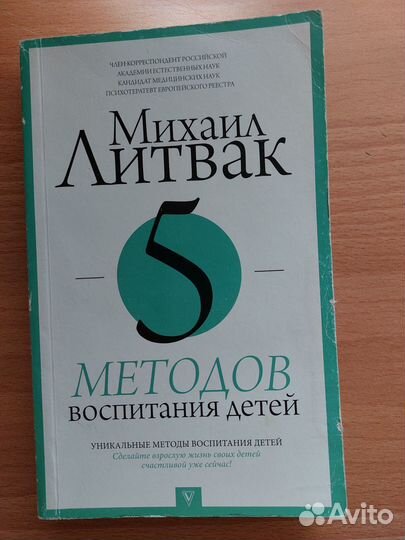 ЧЛЕН-КОРРЕСПОНДЕНТ РОССИЙСКОЙ
АКАДЕМИИ ЕСТЕСТВЕННЫХ НАУК
КАНДИДАТ МЕДИЦИНСКИХ НАУК
ПСИХОТЕРАПЕВТ ЕВРОПЕЙСКОГО РЕЕСТРА
МИХАИЛ
ЛИТВАК
5
МЕТОДОВ
ВОСПИТАНИЯ ДЕТЕЙ
УНИКАЛЬНЫЕ МЕТОДЫ ВОСПИТАНИЯ ДЕТЕЙ
Сделайте взрослую жизнь своих детей
счастливой уже сейчас!
V
Avito